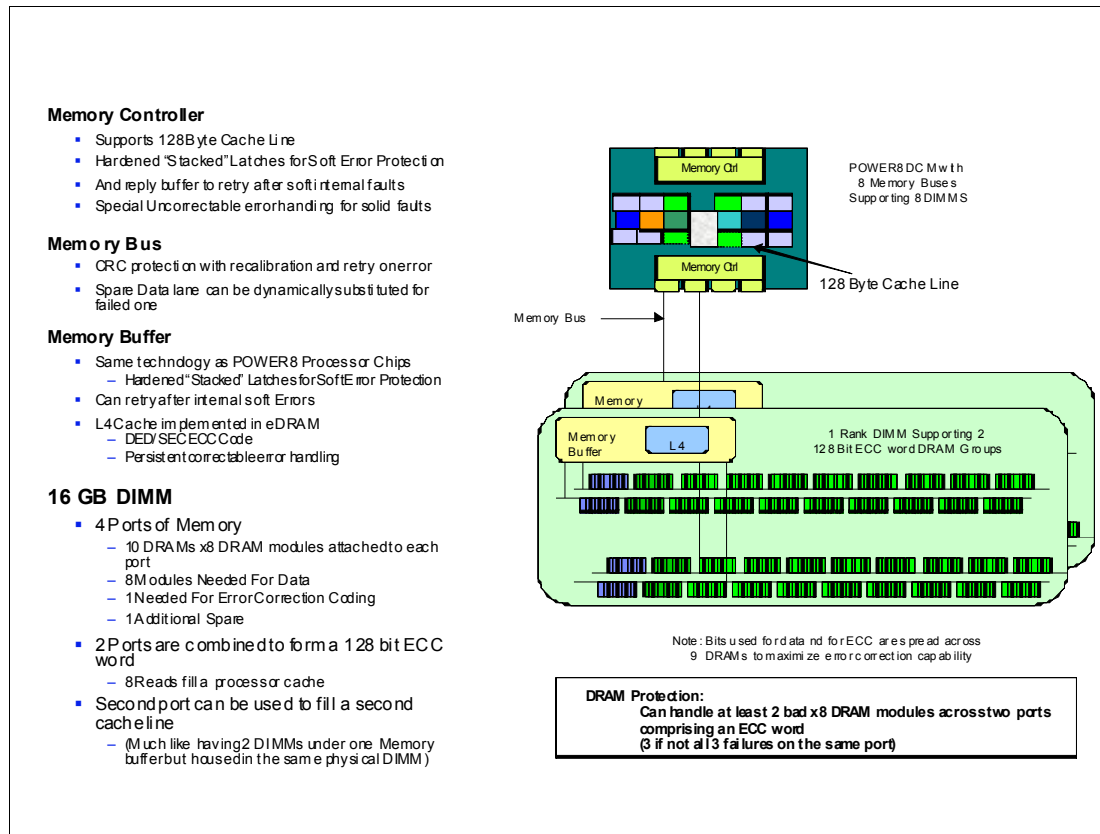 Memory Controller
▪ Supports 128Byte Cache Line
▪ Hardened “Stacked” Latches for Soft Error Protection
▪ And reply buffer to retry after soft internal faults
▪ Special Uncorrectable error handing for solid faults
Memory Bus
▪ CRC protection with recalibration and retry on error
▪ Spare Data lane can be dynamically substituted for
failed one
Memory Buffer
▪ Same technology as POWER8 Processor Chips
– Hardened “Stacked” Latches for Soft Error Protection
▪ Can retry after internal soft Errors
▪ L4 Cache implemented in eDRAM
– DED/SEC ECC Code
– Persistent correctable error handling
16 GB DIMM
▪ 4 Ports of Memory
– 10 DRAMs x8 DRAM modules attached to each
port
– 8 Modules Needed For Data
– 1 Needed For Error Correction Coding
– 1 Additional Spare
▪ 2 Ports are combined to form a 128 bit ECC
word
– 8 Reads fill a processor cache
▪ Second port can be used to fill a second
cache line
– (Much like having 2 DIMMs under one Memory
buffer but housed in the same physical DIMM)
Memory Ctrl
POWER8 DCM with
8 Memory Buses
Supporting 8 DIMMS
Memory Ctrl
128 Byte Cache Line
Memory Bus
Memory
Memory
Buffer
L4
1 Rank DIMM Supporting 2
128 Bit ECC word DRAM Groups
Note: Bits used for data nd for ECC are spread across
9 DRAMs to maximize error correction capability
DRAM Protection:
Can handle at least 2 bad x8 DRAM modules across two ports
comprising an ECC word
(3 if not all 3 failures on the same port)